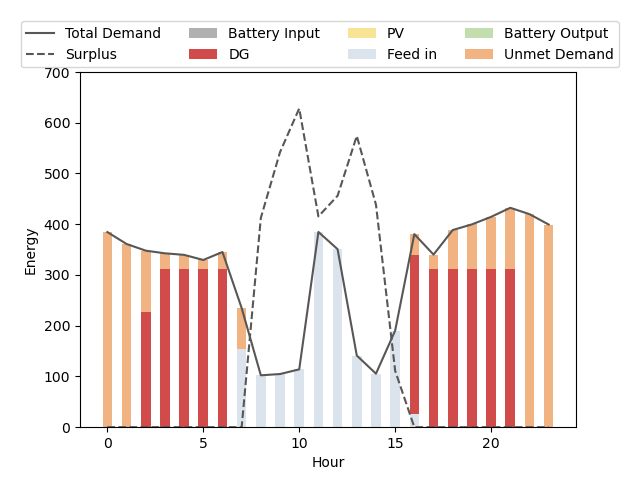 Total Demand Battery Input PV Battery Output
Surplus DG Feed in Unmet Demand
700
600
500
400
300
200
100
0
Energy
0 5 10 15 20
Hour